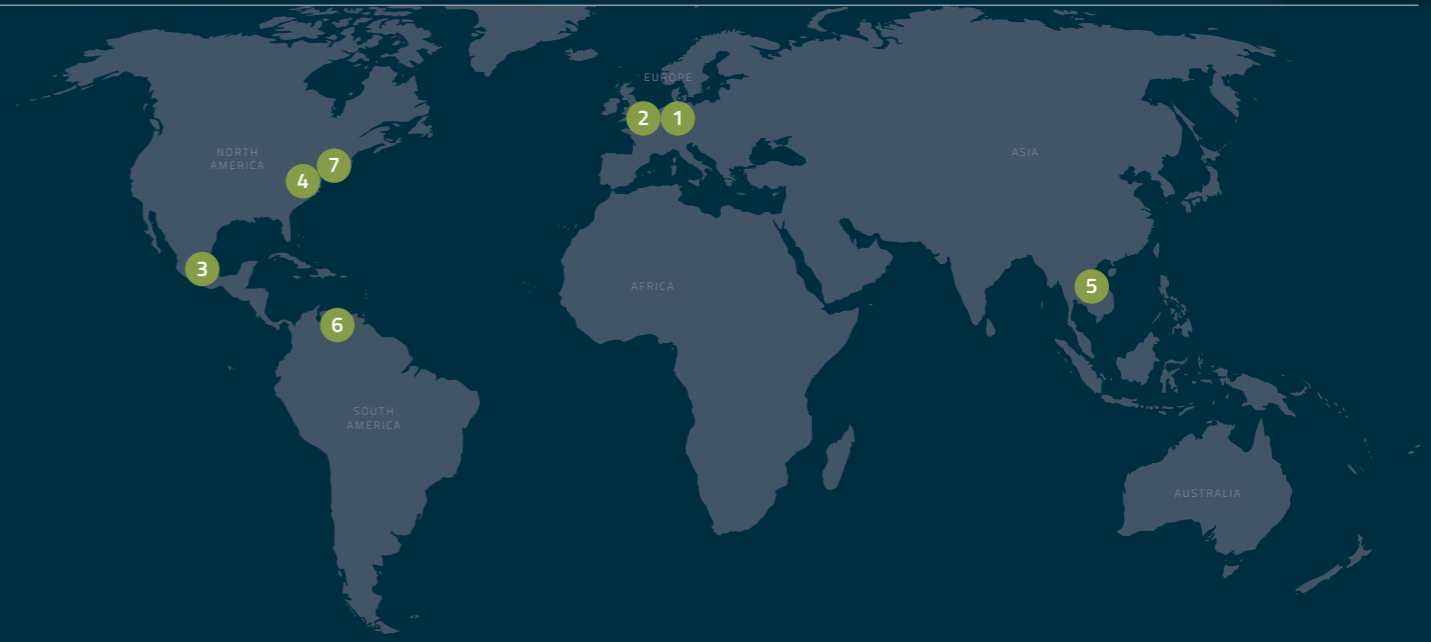 EUROPE
2
1
NORTH
AMERICA
ASIA
7
4
3
5
AFRICA
6
SOUTH
AMERICA
AUSTRALIA